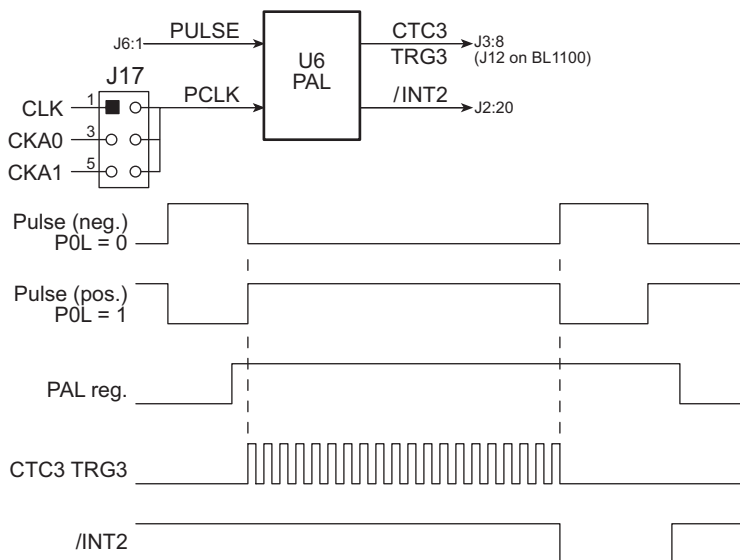 J6:1 PULSE
U6
PAL
CTC3
TRG3
J3:8
(J12 on BL1100)
J17
CLK 1
PCLK
/INT2
J2:20
CKA0 3
CKA1 5
Pulse (neg.)
P0L = 0
Pulse (pos.)
P0L = 1
PAL reg.
CTC3 TRG3
/INT2